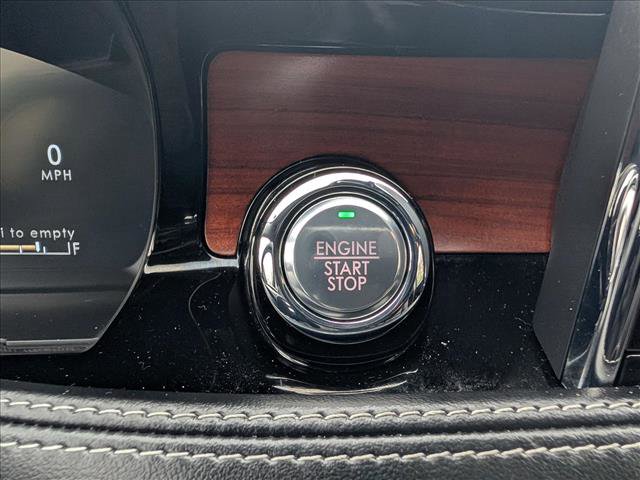 0
MPH
i to empty
F
ENGINE
START
STOP